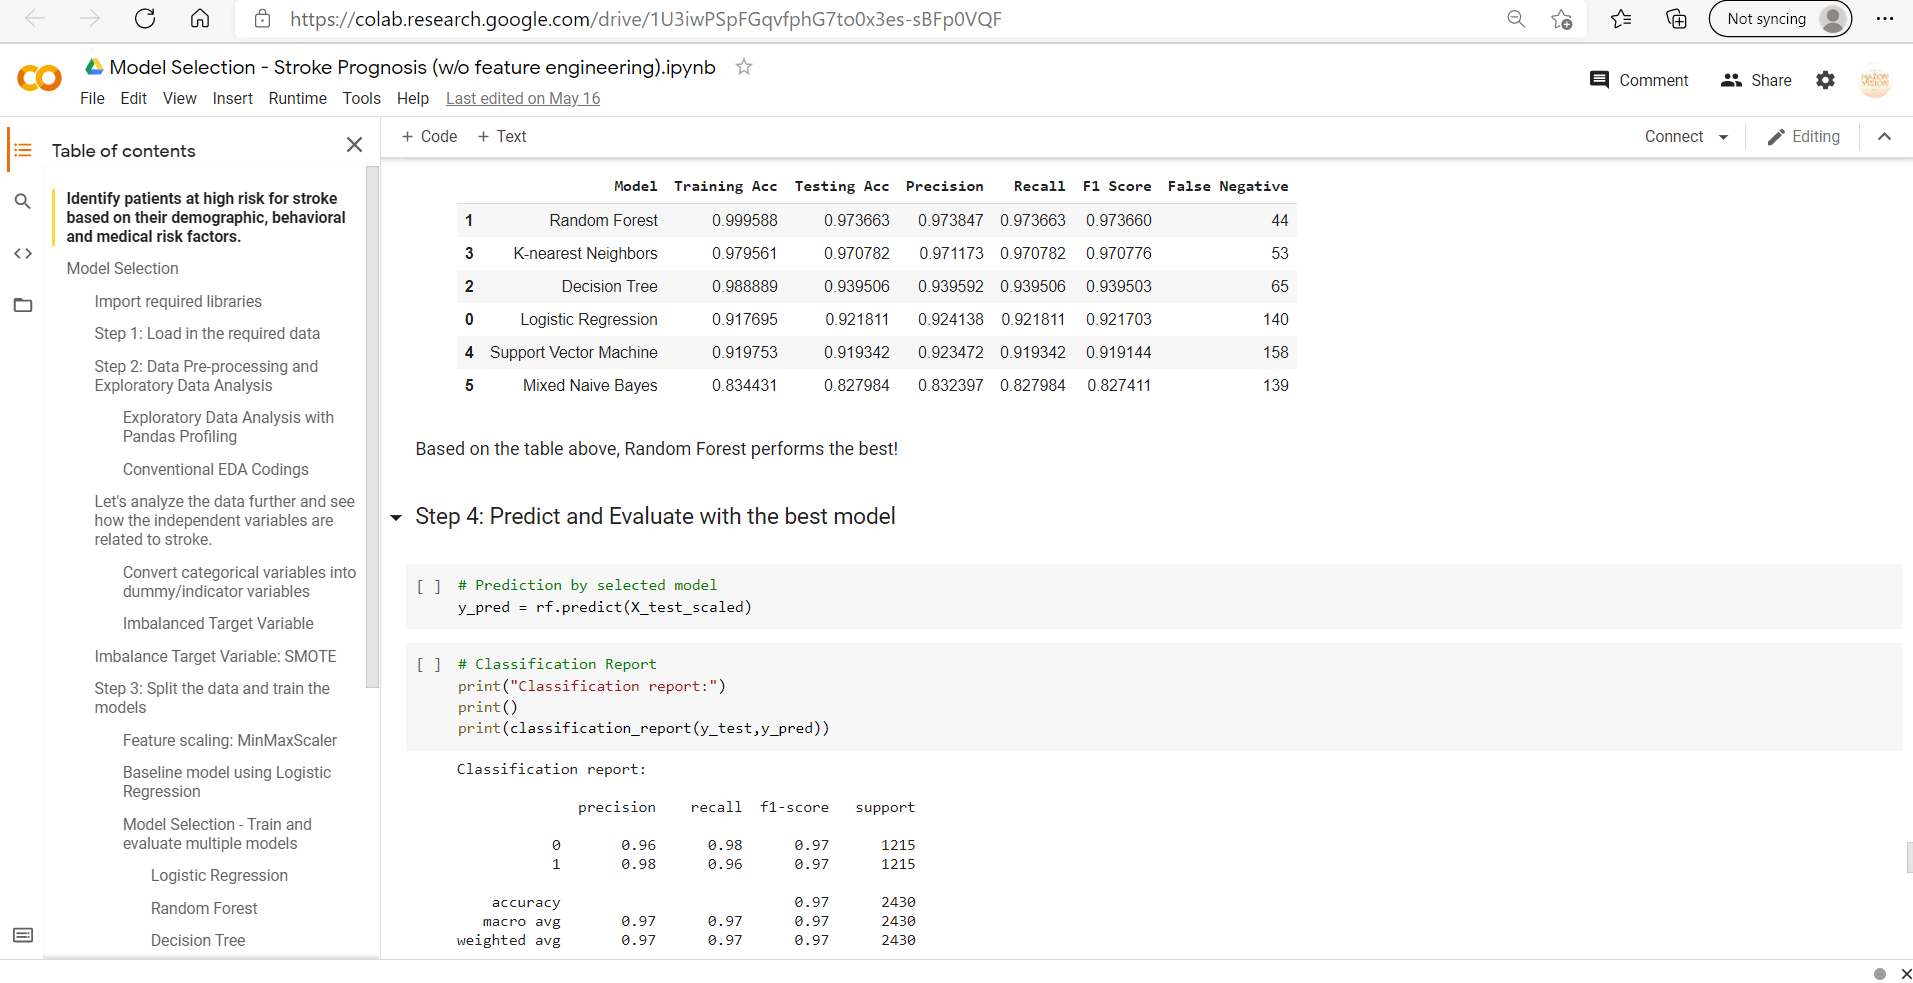 https://colab.research.google.com/drive/1U3iwPSpFGqvfphG7to0x3es-sBFp0VQF
Not syncing
Model Selection - Stroke Prognosis (w/o feature engineering).ipynb
File Edit View Insert Runtime Tools Help Last edited on May 16
Comment Share
Table of contents
+ Code + Text
Connect Editing
Identify patients at high risk for stroke
based on their demographic, behavioral
and medical risk factors.
Model Selection
Import required libraries
Step 1: Load in the required data
Step 2: Data Pre-processing and
Exploratory Data Analysis
Exploratory Data Analysis with
Pandas Profiling
Conventional EDA Codings
Let's analyze the data further and see
how the independent variables are
related to stroke.
Convert categorical variables into
dummy/indicator variables
Imbalanced Target Variable
Imbalance Target Variable: SMOTE
Step 3: Split the data and train the
models
Feature scaling: MinMaxScaler
Baseline model using Logistic
Regression
Model Selection - Train and
evaluate multiple models
Logistic Regression
Random Forest
Decision Tree
Model Training Acc Testing Acc Precision Recall F1 Score False Negative
1 Random Forest 0.999588 0.973663 0.973847 0.973663 0.973660 44
3 K-nearest Neighbors 0.979561 0.970782 0.971173 0.970782 0.970776 53
2 Decision Tree 0.988889 0.939506 0.939592 0.939506 0.939503 65
0 Logistic Regression 0.917695 0.921811 0.924138 0.921811 0.921703 140
4 Support Vector Machine 0.919753 0.919342 0.923472 0.919342 0.919144 158
5 Mixed Naive Bayes 0.834431 0.827984 0.832397 0.827984 0.827411 139
Based on the table above, Random Forest performs the best!
Step 4: Predict and Evaluate with the best model
[ ] # Prediction by selected model
y_pred = rf.predict(X_test_scaled)
[ ] # Classification Report
print("Classification report:")
print()
print(classification_report(y_test,y_pred))
Classification report:
precision recall f1-score support
0 0.96 0.98 0.97 1215
1 0.98 0.96 0.97 1215
accuracy 0.97 2430
macro avg 0.97 0.97 0.97 2430
weighted avg 0.97 0.97 0.97 2430